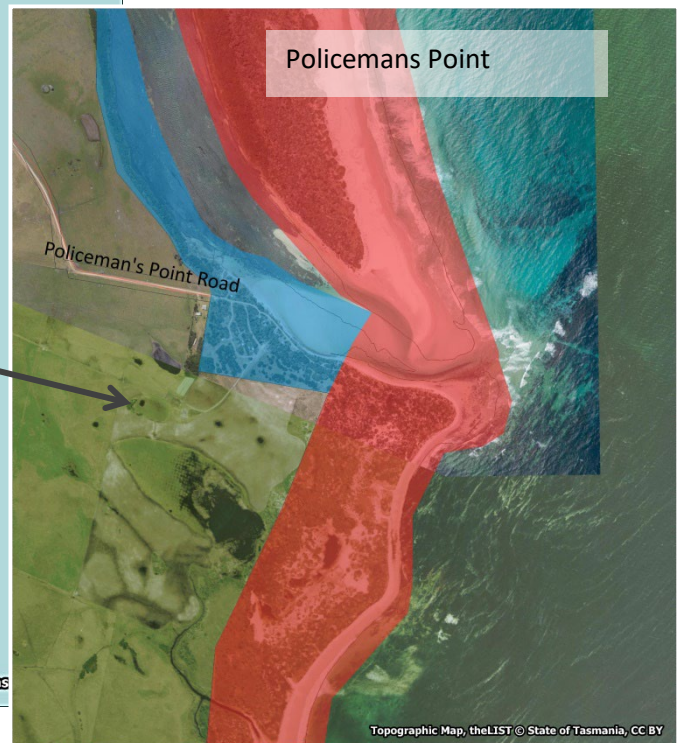 Policemans Point
Policeman's Point Road
Topographic Map, theLIST © State of Tasmania, CC BY